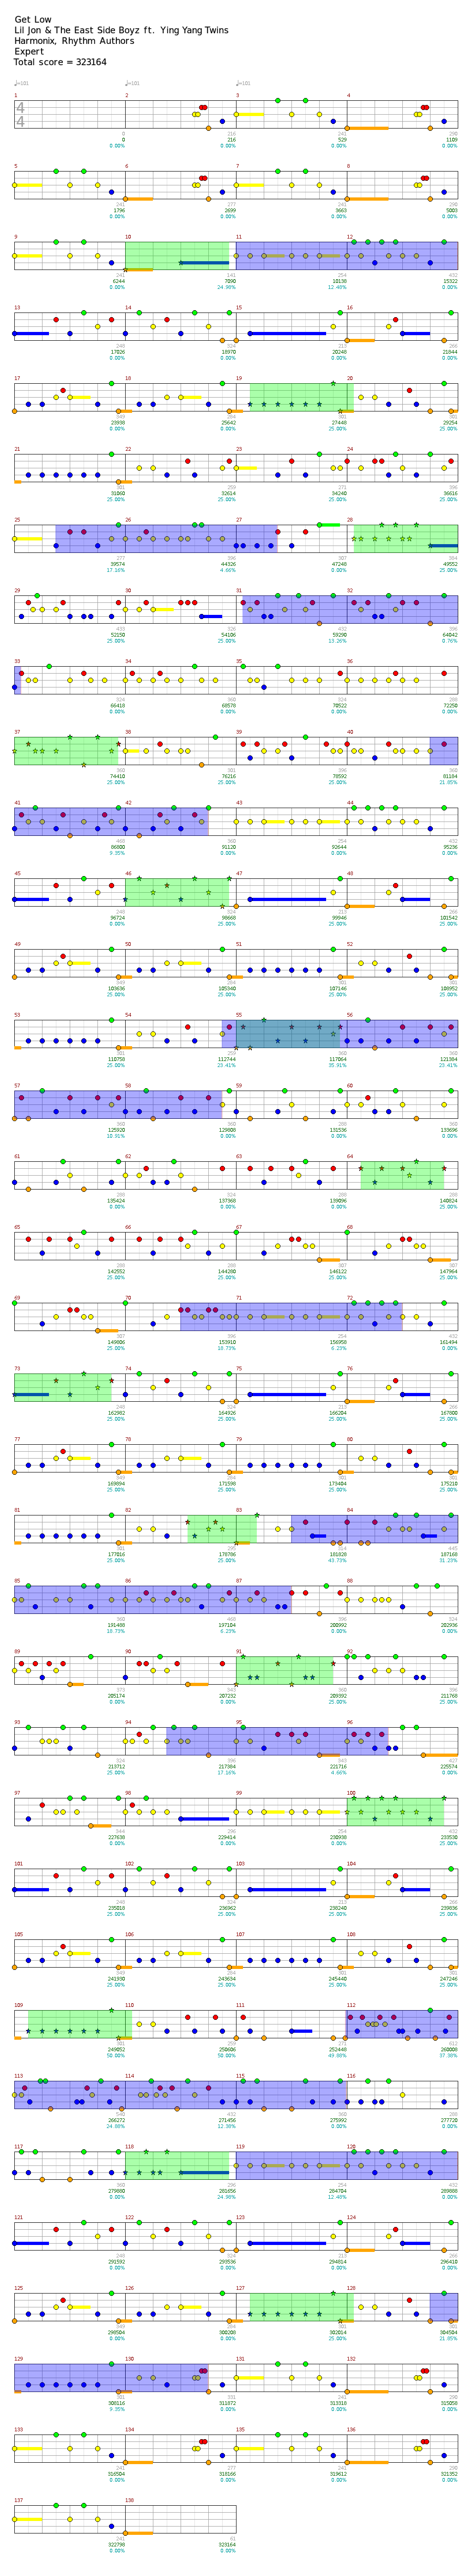 Get Low
Lil Jon & The East Side Boyz ft. Ying Yang Twins
Harmonix, Rhythm Authors
Expert
Total score = 323164
♩=101 ♩=101 ♩=101
1 2 3 4
4
4
0 216 529 1109
0.00% 0.00% 0.00% 0.00%
5 6 7 8
1796 2699 3663 5003
0.00% 0.00% 0.00% 0.00%
9 10 11 12
6244 7090 10138 15322
0.00% 24.98% 12.48% 0.00%
13 14 15 16
17026 18970 20248 21844
0.00% 0.00% 0.00% 0.00%
17 18 19 20
23938 25642 27448 29254
0.00% 0.00% 25.00% 25.00%
21 22 23 24
31060 32614 34240 36616
25.00% 25.00% 25.00% 25.00%
25 26 27 28
39574 44326 47248 49552
17.16% 4.66% 0.00% 25.00%
29 30 31 32
52150 54106 59290 64042
25.00% 25.00% 13.26% 0.76%
33 34 35 36
66418 68578 70522 72250
0.00% 0.00% 0.00% 0.00%
37 38 39 40
74410 76216 78592 81184
25.00% 25.00% 25.00% 21.85%
41 42 43 44
86800 91120 92644 95236
9.35% 0.00% 0.00% 0.00%
45 46 47 48
96724 98668 99946 101542
0.00% 25.00% 25.00% 25.00%
49 50 51 52
103636 105340 107146 108952
25.00% 25.00% 25.00% 25.00%
53 54 55 56
110758 112744 117064 121384
25.00% 23.41% 35.91% 23.41%
57 58 59 60
125920 129808 131536 133696
10.91% 0.00% 0.00% 0.00%
61 62 63 64
135424 137368 139096 140824
0.00% 0.00% 0.00% 25.00%
65 66 67 68
142552 144280 146122 147964
25.00% 25.00% 25.00% 25.00%
69 70 71 72
149806 153910 156958 161494
25.00% 18.73% 6.23% 0.00%
73 74 75 76
162982 164926 166204 167800
25.00% 25.00% 25.00% 25.00%
77 78 79 80
169894 171598 173404 175210
25.00% 25.00% 25.00% 25.00%
81 82 83 84
177016 178786 181828 187168
25.00% 25.00% 43.73% 31.23%
85 86 87 88
191488 197104 200992 202936
18.73% 6.23% 0.00% 0.00%
89 90 91 92
205174 207232 209392 211768
0.00% 0.00% 25.00% 25.00%
93 94 95 96
213712 217384 221716 225574
25.00% 17.16% 4.66% 0.00%
97 98 99 100
227638 229414 230938 233530
0.00% 0.00% 0.00% 25.00%
101 102 103 104
235018 236962 238240 239836
25.00% 25.00% 25.00% 25.00%
105 106 107 108
241930 243634 245440 247246
25.00% 25.00% 25.00% 25.00%
109 110 111 112
249052 250606 252448 260008
50.00% 50.00% 49.88% 37.38%
113 114 115 116
266272 271456 275992 277720
24.88% 12.38% 0.00% 0.00%
117 118 119 120
279880 281656 284704 289888
0.00% 24.98% 12.48% 0.00%
121 122 123 124
291592 293536 294814 296410
0.00% 0.00% 0.00% 0.00%
125 126 127 128
298504 300208 302014 304504
0.00% 0.00% 25.00% 21.85%
129 130 131 132
308116 311872 313318 315058
9.35% 0.00% 0.00% 0.00%
133 134 135 136
316504 318166 319612 321352
0.00% 0.00% 0.00% 0.00%
137 138
322798 323164
0.00% 0.00%